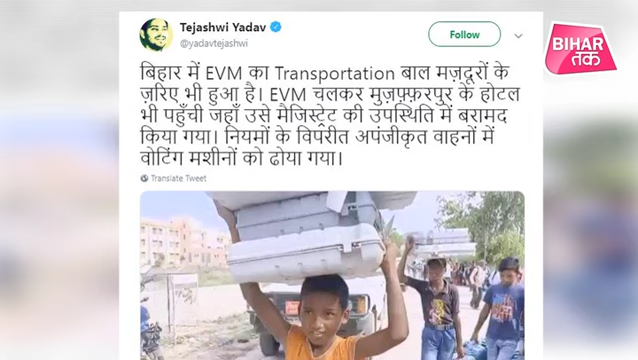 Tejashwi Yadav
@yadavtejashwi
Follow
BIHAR
तक
बिहार में EVM का Transportation बाल मज़दूरों के
ज़रिए भी हुआ है। EVM चलकर मुज़फ़्फ़रपुर के होटल
भी पहुँची जहाँ उसे मैजिस्ट्रेट की उपस्थिति में बरामद
किया गया। नियमों के विपरीत अपंजीकृत वाहनों में
वोटिंग मशीनों को ढोया गया।
Translate Tweet